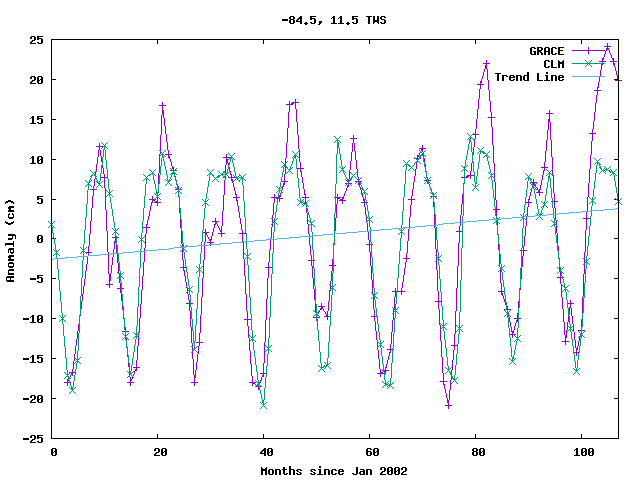 -84.5, 11.5 TWS
GRACE
CLM
Trend Line
25
20
15
10
5
0
-5
-10
-15
-20
-25
Anomaly (cm)
0 20 40 60 80 100
Months since Jan 2002